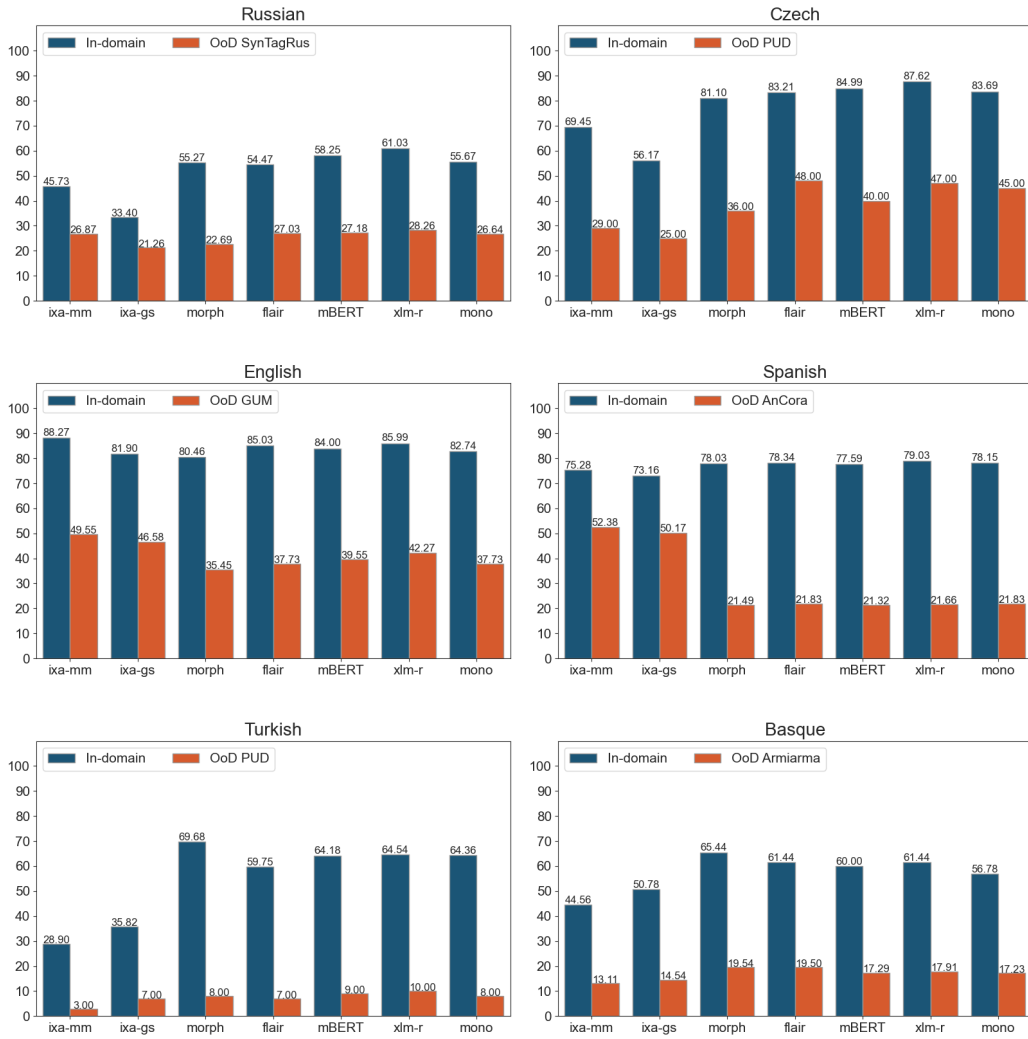 Russian
In-domain OoD SynTagRus
100
90
80
70
60
50
40
30
20
10
0
45.73 33.40 55.27 54.47 58.25 61.03 55.67
26.87 21.26 22.69 27.03 27.18 28.26 26.64
ixa-mm ixa-gs morph flair mBERT xlm-r mono
Czech
In-domain OoD PUD
100
90
80
70
60
50
40
30
20
10
0
69.45 56.17 81.10 83.21 84.99 87.62 83.69
29.00 25.00 36.00 48.00 40.00 47.00 45.00
ixa-mm ixa-gs morph flair mBERT xlm-r mono
English
In-domain OoD GUM
100
90
80
70
60
50
40
30
20
10
0
88.27 81.90 80.46 85.03 84.00 85.99 82.74
49.55 46.58 35.45 37.73 39.55 42.27 37.73
ixa-mm ixa-gs morph flair mBERT xlm-r mono
Spanish
In-domain OoD AnCora
100
90
80
70
60
50
40
30
20
10
0
75.28 73.16 78.03 78.34 77.59 79.03 78.15
52.38 50.17 21.49 21.83 21.32 21.66 21.83
ixa-mm ixa-gs morph flair mBERT xlm-r mono
Turkish
In-domain OoD PUD
100
90
80
70
60
50
40
30
20
10
0
28.90 35.82 69.68 59.75 64.18 64.54 64.36
3.00 7.00 8.00 7.00 9.00 10.00 8.00
ixa-mm ixa-gs morph flair mBERT xlm-r mono
Basque
In-domain OoD Armiarma
100
90
80
70
60
50
40
30
20
10
0
44.56 50.78 65.44 61.44 60.00 61.44 56.78
13.11 14.54 19.54 19.50 17.29 17.91 17.23
ixa-mm ixa-gs morph flair mBERT xlm-r mono